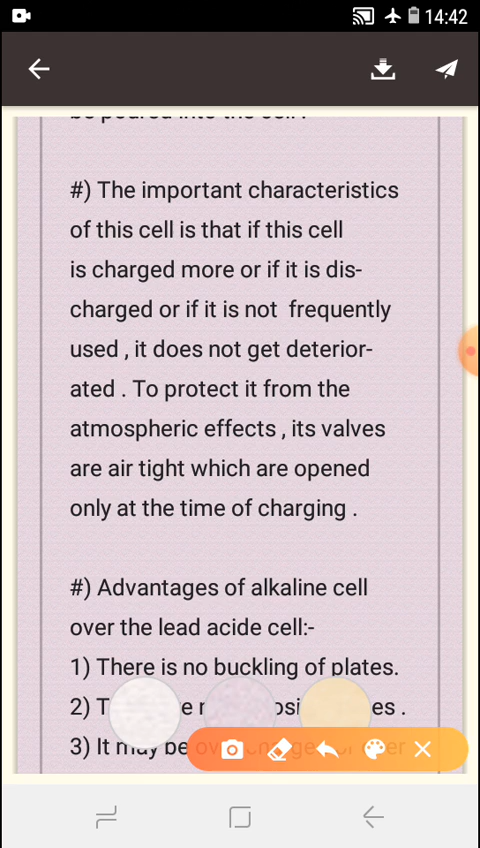 14:42
#) The important characteristics
of this cell is that if this cell
is charged more or if it is dis-
charged or if it is not frequently
used , it does not get deterior-
ated . To protect it from the
atmospheric effects , its valves
are air tight which are opened
only at the time of charging .
#) Advantages of alkaline cell
over the lead acide cell:-
1) There is no buckling of plates.
2)
3) It may be